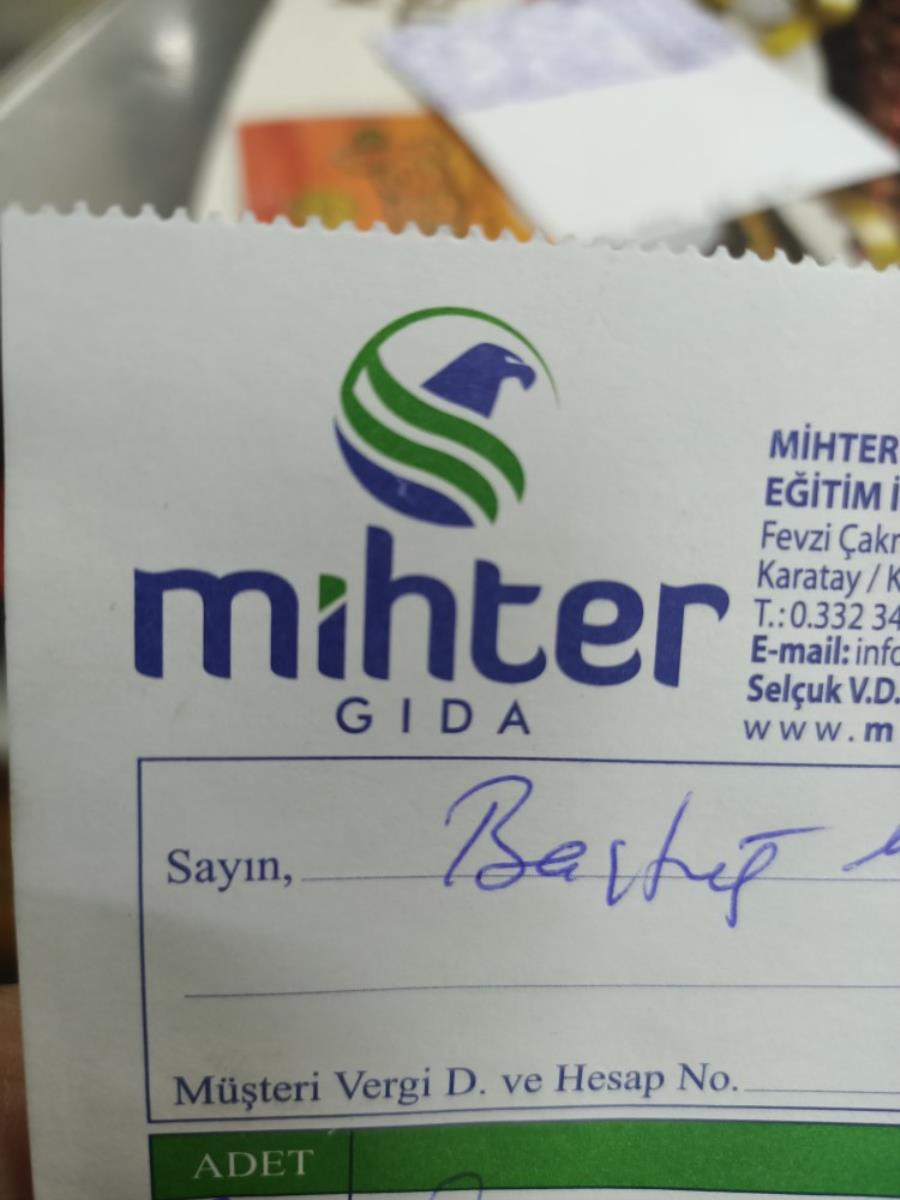 mihter
GIDA
MİHTER
EĞİTİM İ
Fevzi Çakr
Karatay / K
T.: 0.332 34
E-mail: info
Selçuk V.D.
www.m
Sayın,
Müşteri Vergi D. ve Hesap No.
ADET